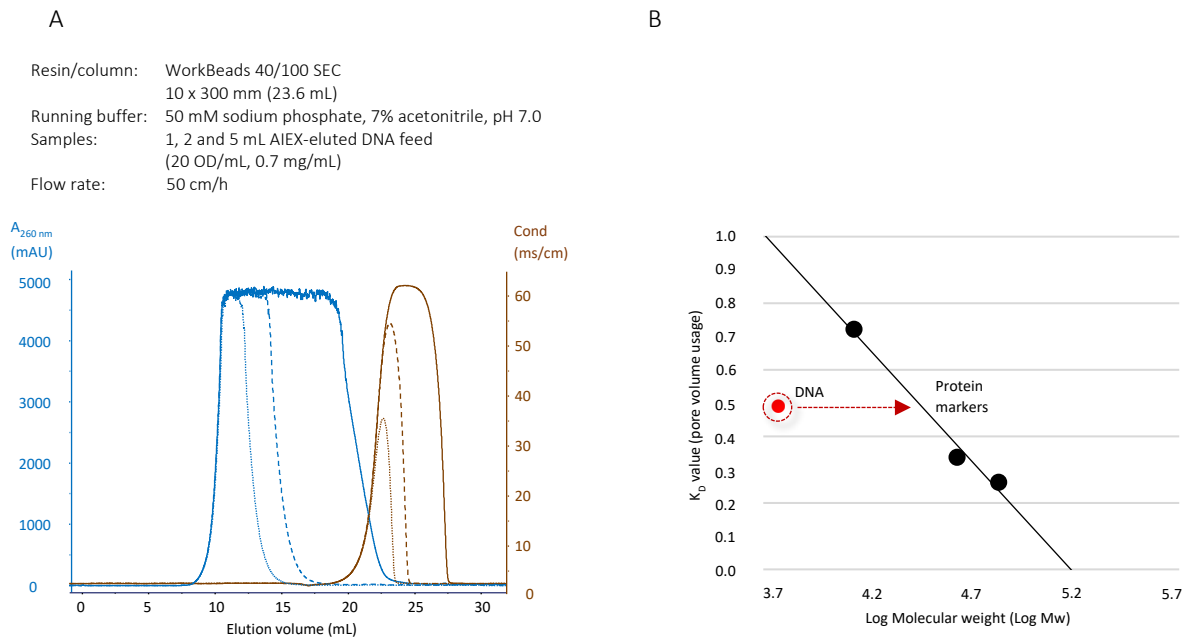 A
Resin/column: WorkBeads 40/100 SEC
10 x 300 mm (23.6 mL)
Running buffer: 50 mM sodium phosphate, 7% acetonitrile, pH 7.0
Samples: 1, 2 and 5 mL AIEX-eluted DNA feed
(20 OD/mL, 0.7 mg/mL)
Flow rate: 50 cm/h
A260 nm
(mAU)
Cond
(ms/cm)
5000
4000
3000
2000
1000
0
60
50
40
30
20
10
0
0 5 10 15 20 25 30
Elution volume (mL)
B
KD value (pore volume usage)
1.0
0.9
0.8
0.7
0.6
0.5
0.4
0.3
0.2
0.1
0.0
DNA
Protein
markers
3.7 4.2 4.7 5.2 5.7
Log Molecular weight (Log Mw)